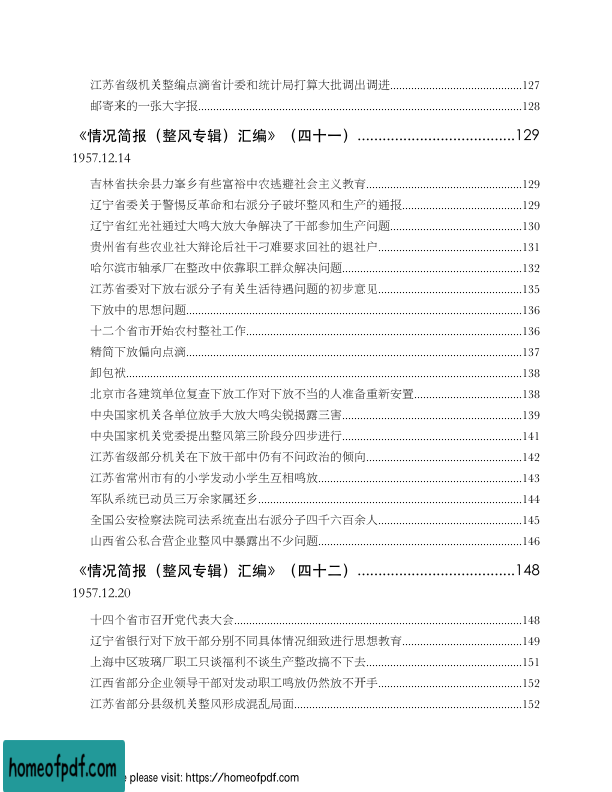 江苏省级机关整编点滴省计委和统计局打算大批调出调进............................................127
邮寄来的一张大字报............................................................................................................128
《情况简报（整风专辑）汇编》（四十一）......................................129
1957.12.14
吉林省扶余县力峯乡有些富裕中农逃避社会主义教育....................................................129
辽宁省委关于警惕反革命和右派分子破坏整风和生产的通报........................................129
辽宁省红光社通过大鸣大放大争解决了干部参加生产问题............................................130
贵州省有些农业社大辩论后社干刁难要求回社的退社户................................................131
哈尔滨市轴承厂在整改中依靠职工群众解决问题............................................................132
江苏省委对下放右派分子有关生活待遇问题的初步意见................................................135
下放中的思想问题................................................................................................................136
十二个省市开始农村整社工作............................................................................................136
精简下放偏向点滴................................................................................................................137
卸包袱....................................................................................................................................138
北京市各建筑单位复查下放工作对下放不当的人准备重新安置....................................138
中央国家机关各单位放手大放大鸣尖锐揭露三害............................................................139
中央国家机关党委提出整风第三阶段分四步进行............................................................141
江苏省级部分机关在下放干部中仍有不问政治的倾向....................................................142
江苏省常州市有的小学发动小学生互相鸣放....................................................................143
军队系统已动员三万余家属还乡........................................................................................144
全国公安检察法院司法系统查出右派分子四千六百余人................................................145
山西省公私合营企业整风中暴露出不少问题....................................................................146
《情况简报（整风专辑）汇编》（四十二）......................................148
1957.12.20
十四个省市召开党代表大会................................................................................................148
辽宁省银行对下放干部分别不同具体情况细致进行思想教育........................................149
上海中区玻璃厂职工只谈福利不谈生产整改搞不下去....................................................151
江西省部分企业领导干部对发动职工鸣放仍然放不开手................................................152
江苏省部分县级机关整风形成混乱局面............................................................................152
homeofpdf.com
please visit: https://homeofpdf.com